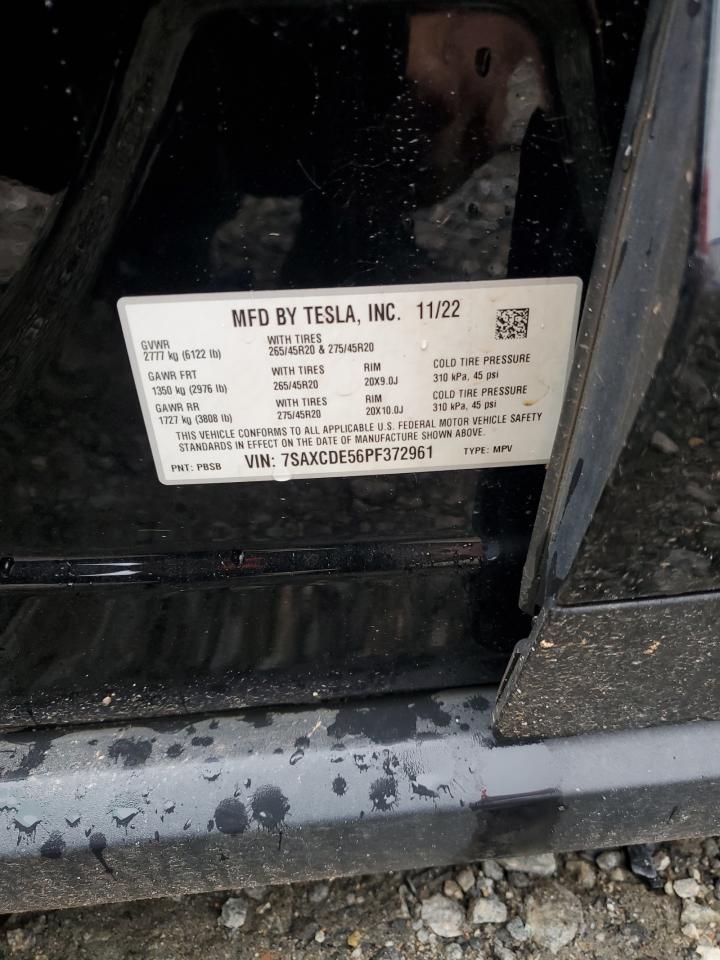 MFD BY TESLA, INC. 11/22
GVWR
2777 kg (6122 lb)
WITH TIRES
265/45R20 & 275/45R20
GAWR FRT
1350 kg (2976 lb)
WITH TIRES
265/45R20
RIM
20X9.0J
COLD TIRE PRESSURE
310 kPa, 45 psi
GAWR RR
1727 kg (3808 lb)
WITH TIRES
275/45R20
RIM
20X10.0J
COLD TIRE PRESSURE
310 kPa, 45 psi
THIS VEHICLE CONFORMS TO ALL APPLICABLE U.S. FEDERAL MOTOR VEHICLE SAFETY
STANDARDS IN EFFECT ON THE DATE OF MANUFACTURE SHOWN ABOVE.
PNT: PBSB VIN: 7SAXCDE56PF372961 TYPE: MPV